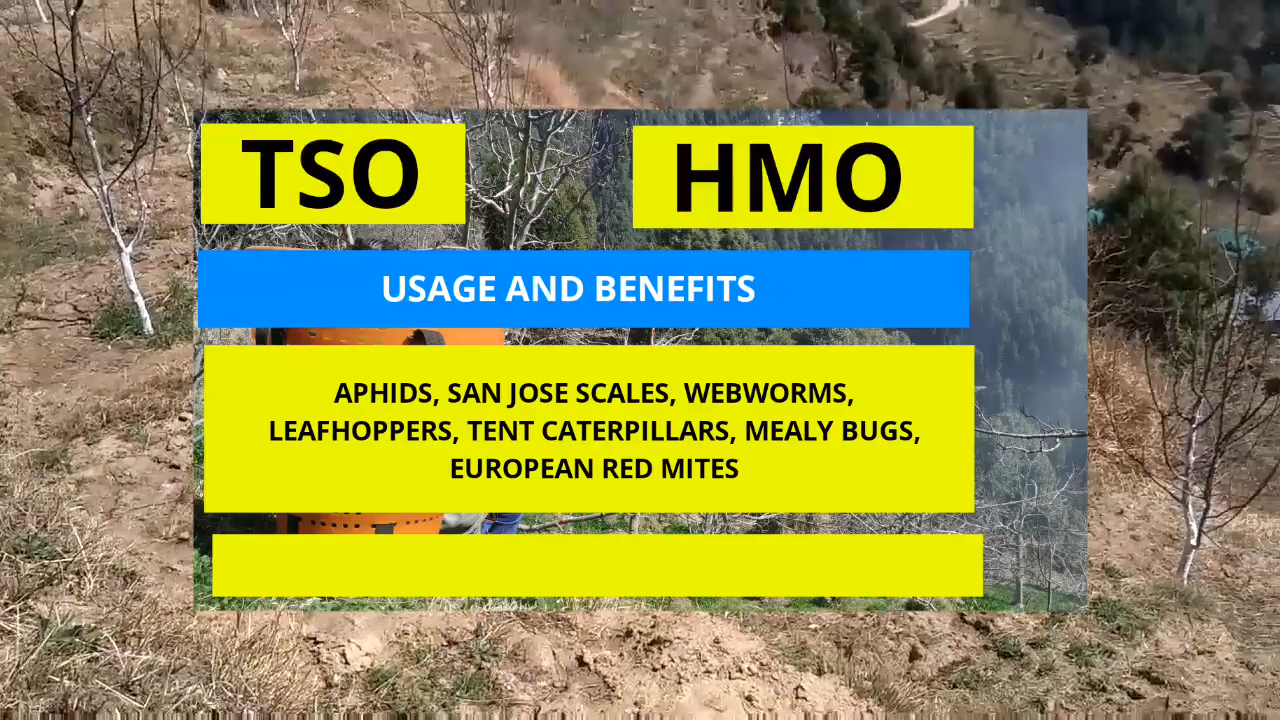 TSO
HMO
USAGE AND BENEFITS
APHIDS, SAN JOSE SCALES, WEBWORMS,
LEAFHOPPERS, TENT CATERPILLARS, MEALY BUGS,
EUROPEAN RED MITES